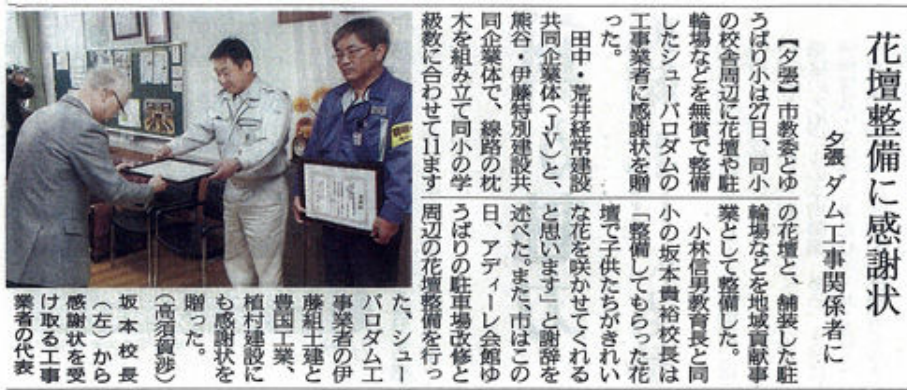 花壇整備に感謝状
夕張 ダム工事関係者に
【夕張】市教委とゆ
うばり小は27日、同小
の校舎周辺に花壇や駐
輪場などを無償で整備
したシューパロダムの
工事業者に感謝状を贈
った。
田中・荒井経常建設
共同企業体(JV)と、
熊谷・伊藤特別建設共
同企業体で、線路の枕
木を組み立て同小の学
級数に合わせて11ます
の花壇と、舗装した駐
輪場などを地域貢献事
業として整備した。
小林信男教育長と同
小の坂本貴裕校長は
「整備してもらった花
壇で子供たちがきれい
な花を咲かせてくれる
と思います」と謝辞を
述べた。また、市はこの
日、アディーレ会館ゆ
うばりの駐車場改修と
周辺の花壇整備を行っ
た、シュー
パロダム工
事業者の伊
藤組土建と
豊国工業、
植村建設に
も感謝状を
贈った。
(高須賀渉)
坂本校長
(左)から
感謝状を受
け取る工事
業者の代表